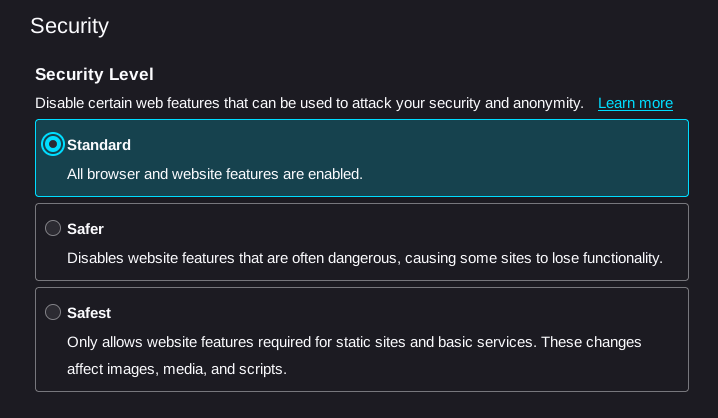 Security
Security Level
Disable certain web features that can be used to attack your security and anonymity. Learn more
Standard
All browser and website features are enabled.
Safer
Disables website features that are often dangerous, causing some sites to lose functionality.
Safest
Only allows website features required for static sites and basic services. These changes
affect images, media, and scripts.